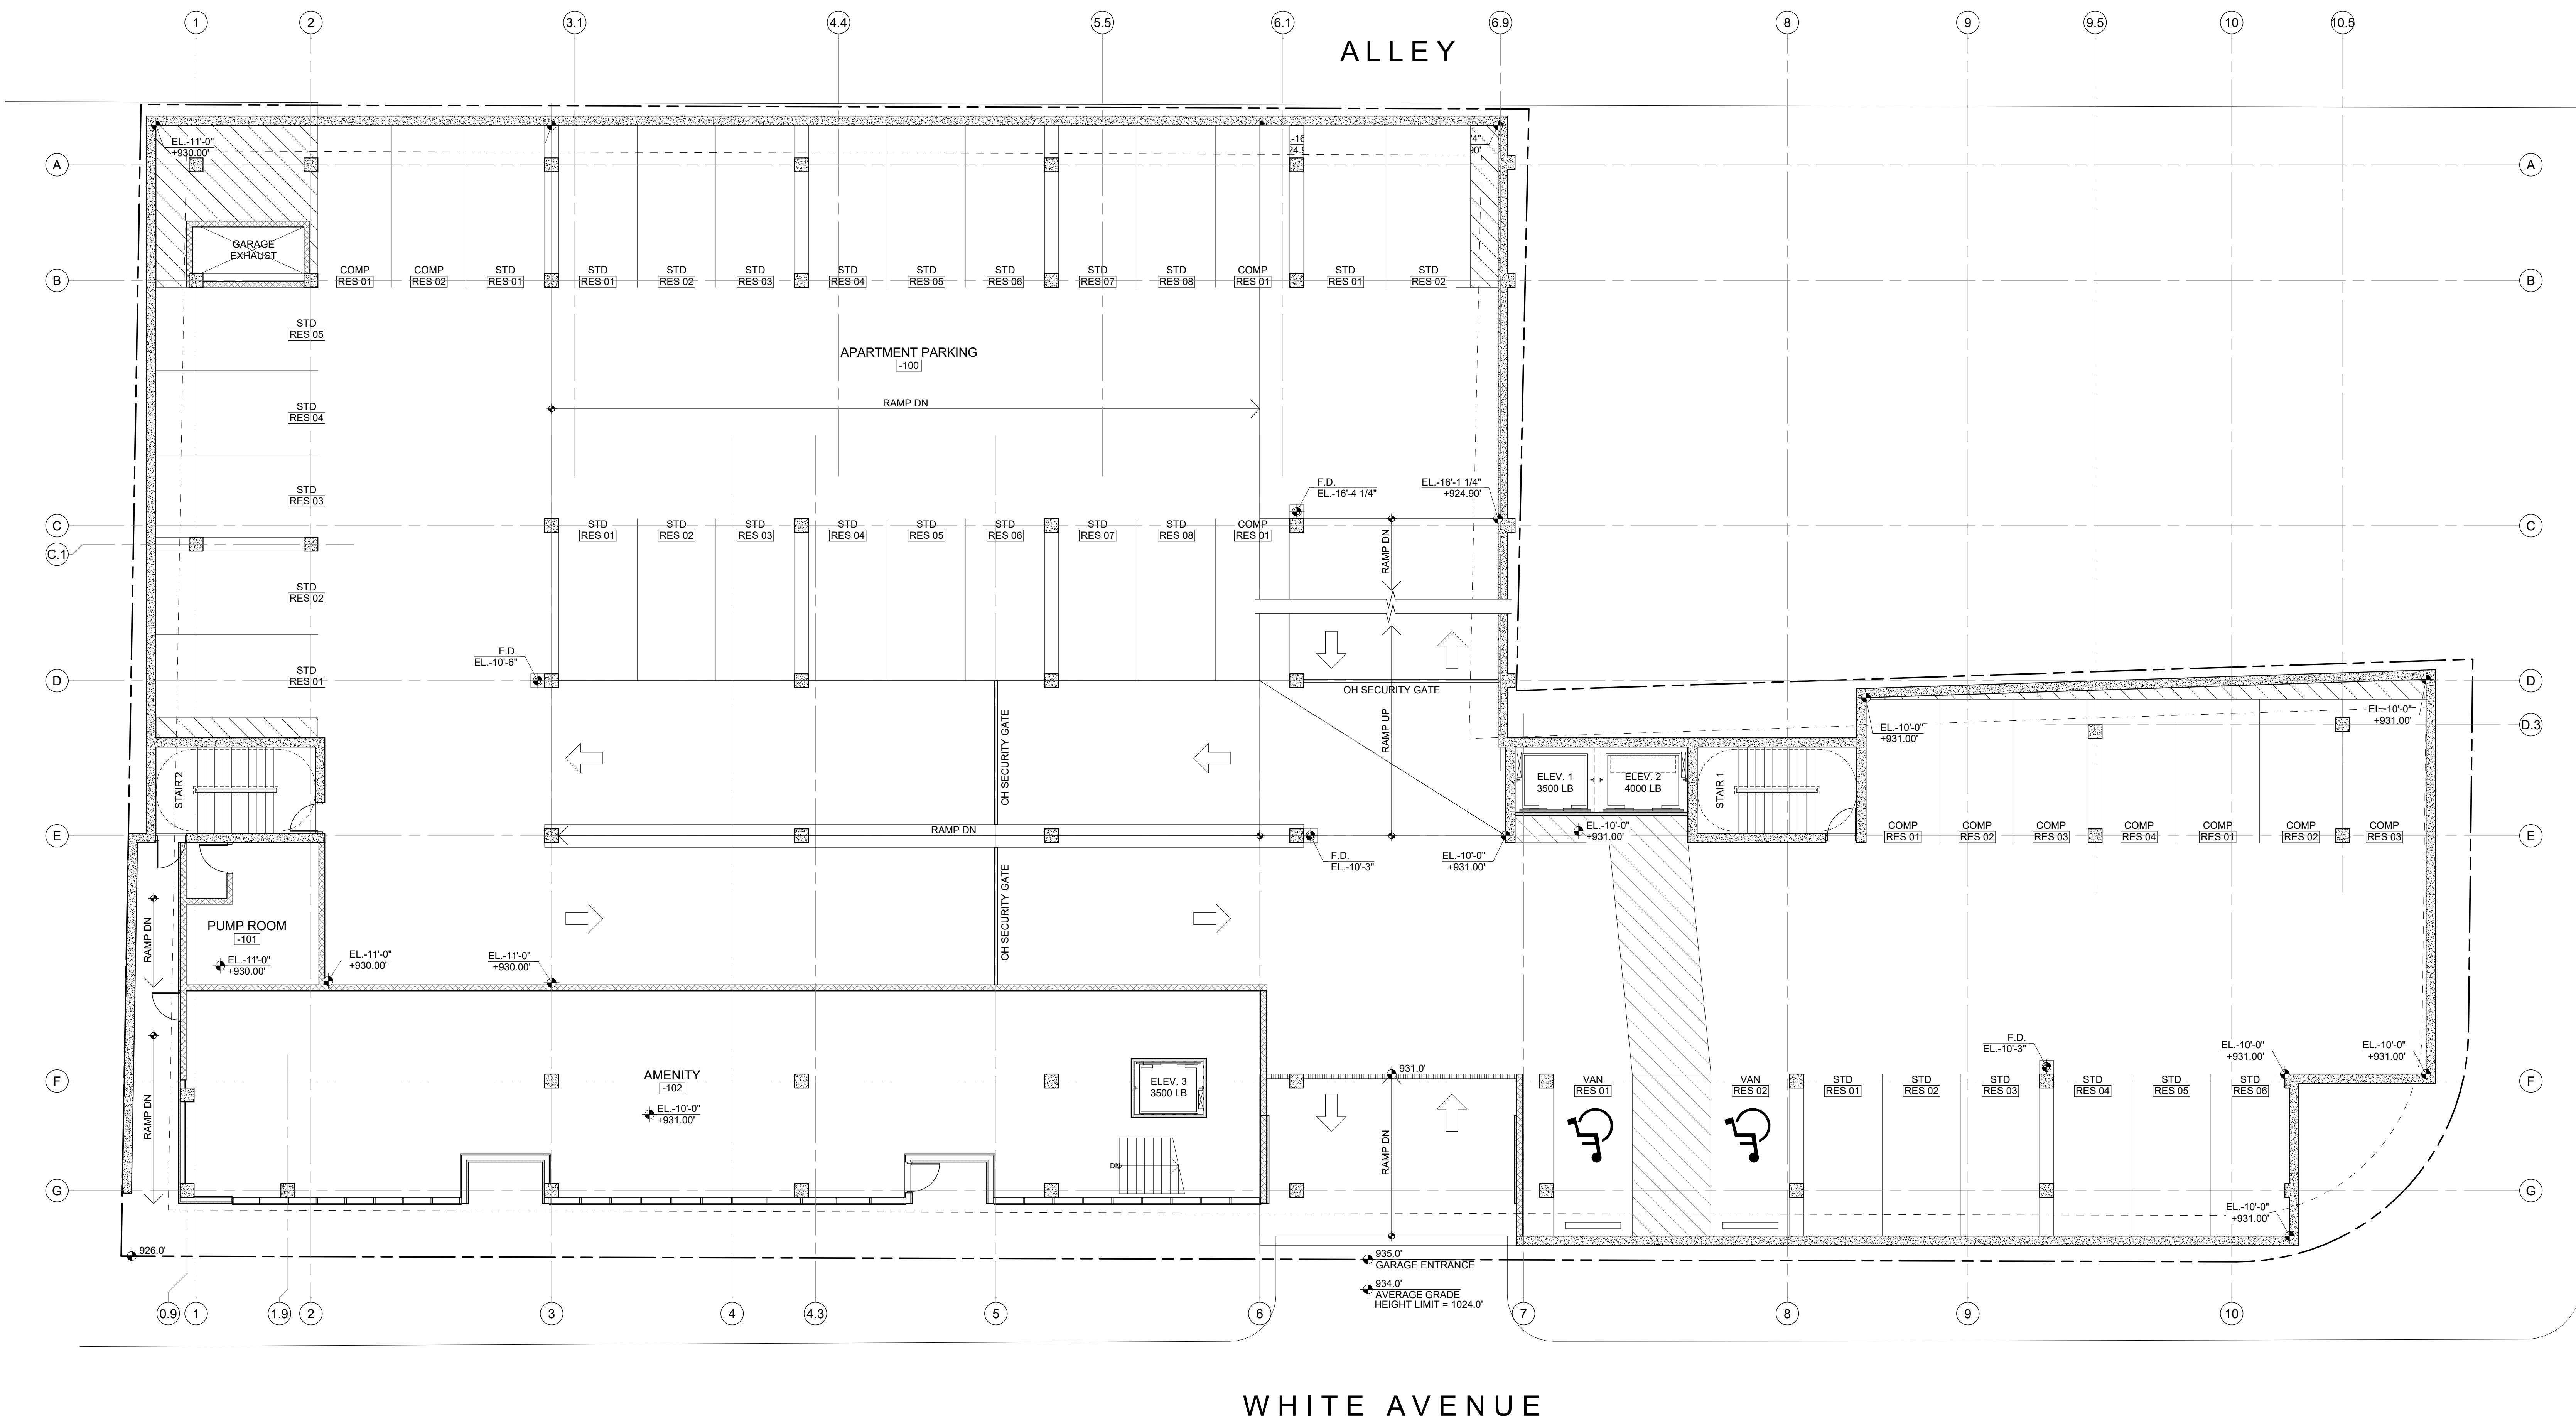 1
2
3.1
4.4
5.5
6.1
6.9
8
9
9.5
10
10.5
ALLEY
EL.-11'-0"
+930.00'
A
A
GARAGE
EXHAUST
B
B
COMP
RES 01
COMP
RES 02
STD
RES 01
STD
RES 01
STD
RES 02
STD
RES 03
STD
RES 04
STD
RES 05
STD
RES 06
STD
RES 07
STD
RES 08
COMP
RES 01
STD
RES 01
STD
RES 02
STD
RES 05
STD
RES 04
STD
RES 03
STD
RES 02
STD
RES 01
APARTMENT PARKING
-100
RAMP DN
F.D.
EL.-16'-4 1/4"
EL.-16'-1 1/4"
+924.90'
C
C
C.1
STD
RES 01
STD
RES 02
STD
RES 03
STD
RES 04
STD
RES 05
STD
RES 06
STD
RES 07
STD
RES 08
COMP
RES 01
RAMP DN
F.D.
EL.-10'-6"
D
D
OH SECURITY GATE
RAMP UP
OH SECURITY GATE
D.3
EL.-10'-0"
+931.00'
EL.-10'-0"
+931.00'
STAIR 2
ELEV. 1
3500 LB
ELEV. 2
4000 LB
STAIR 1
E
E
RAMP DN
EL.-10'-0"
+931.00'
F.D.
EL.-10'-3"
EL.-10'-0"
+931.00'
COMP
RES 01
COMP
RES 02
COMP
RES 03
COMP
RES 04
COMP
RES 01
COMP
RES 02
COMP
RES 03
OH SECURITY GATE
RAMP DN
PUMP ROOM
-101
EL.-11'-0"
+930.00'
EL.-11'-0"
+930.00'
EL.-11'-0"
+930.00'
F.D.
EL.-10'-3"
EL.-10'-0"
+931.00'
EL.-10'-0"
+931.00'
F
F
AMENITY
-102
EL.-10'-0"
+931.00'
ELEV. 3
3500 LB
931.0'
VAN
RES 01
VAN
RES 02
STD
RES 01
STD
RES 02
STD
RES 03
STD
RES 04
STD
RES 05
STD
RES 06
RAMP DN
DN
RAMP DN
G
G
EL.-10'-0"
+931.00'
926.0'
935.0'
GARAGE ENTRANCE
934.0'
AVERAGE GRADE
HEIGHT LIMIT = 1024.0'
0.9
1
1.9
2
3
4
4.3
5
6
7
8
9
10
WHITE AVENUE